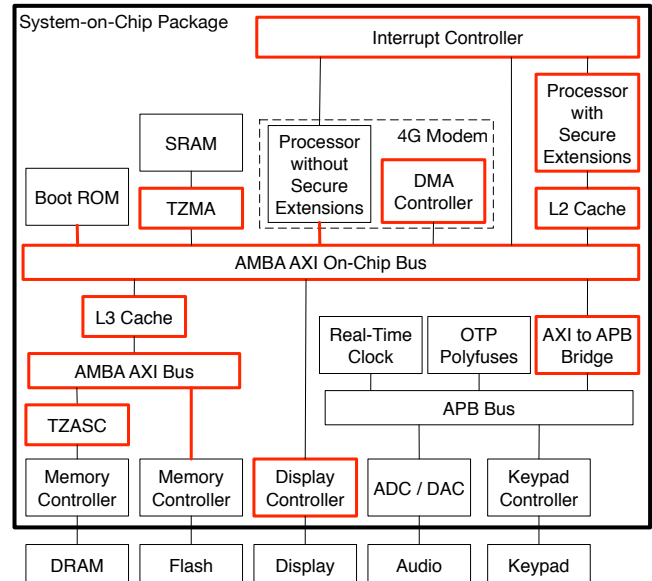 System-on-Chip Package
Interrupt Controller
Processor
with
Secure
Extensions
4G Modem
SRAM
Processor
without
Secure
Extensions
DMA
Controller
Boot ROM
TZMA
L2 Cache
AMBA AXI On-Chip Bus
L3 Cache
Real-Time
Clock
OTP
Polyfuses
AXI to APB
Bridge
AMBA AXI Bus
APB Bus
TZASC
Memory
Controller
Memory
Controller
Display
Controller
ADC / DAC
Keypad
Controller
DRAM
Flash
Display
Audio
Keypad